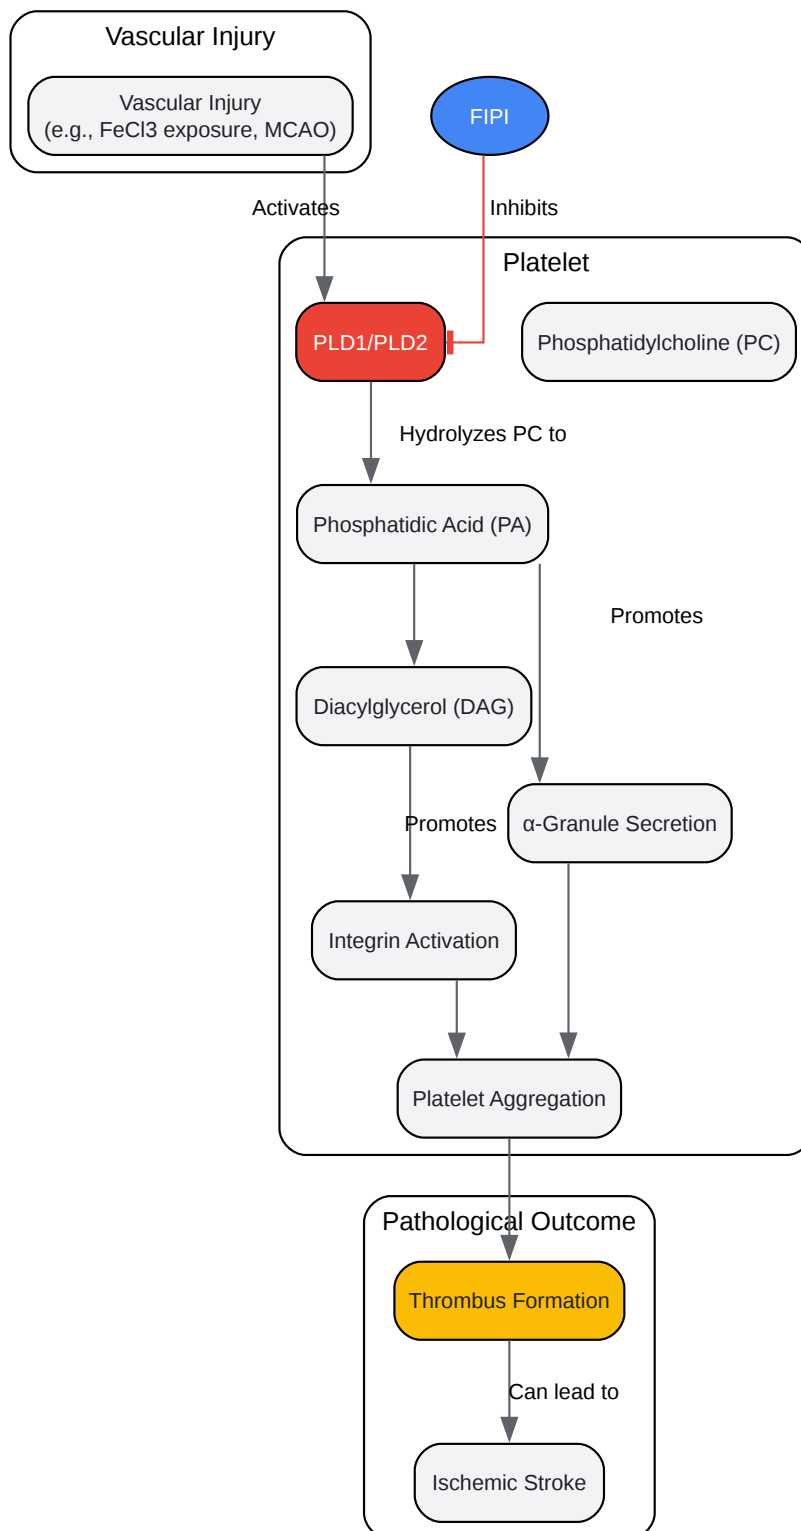 Vascular Injury
Vascular Injury
(e.g., FeCl3 exposure, MCAO)
FIPI
Activates
Inhibits
Platelet
PLD1/PLD2
Phosphatidylcholine (PC)
Hydrolyzes PC to
Phosphatidic Acid (PA)
Promotes
Diacylglycerol (DAG)
Promotes
α-Granule Secretion
Integrin Activation
Platelet Aggregation
Pathological Outcome
Thrombus Formation
Can lead to
Ischemic Stroke